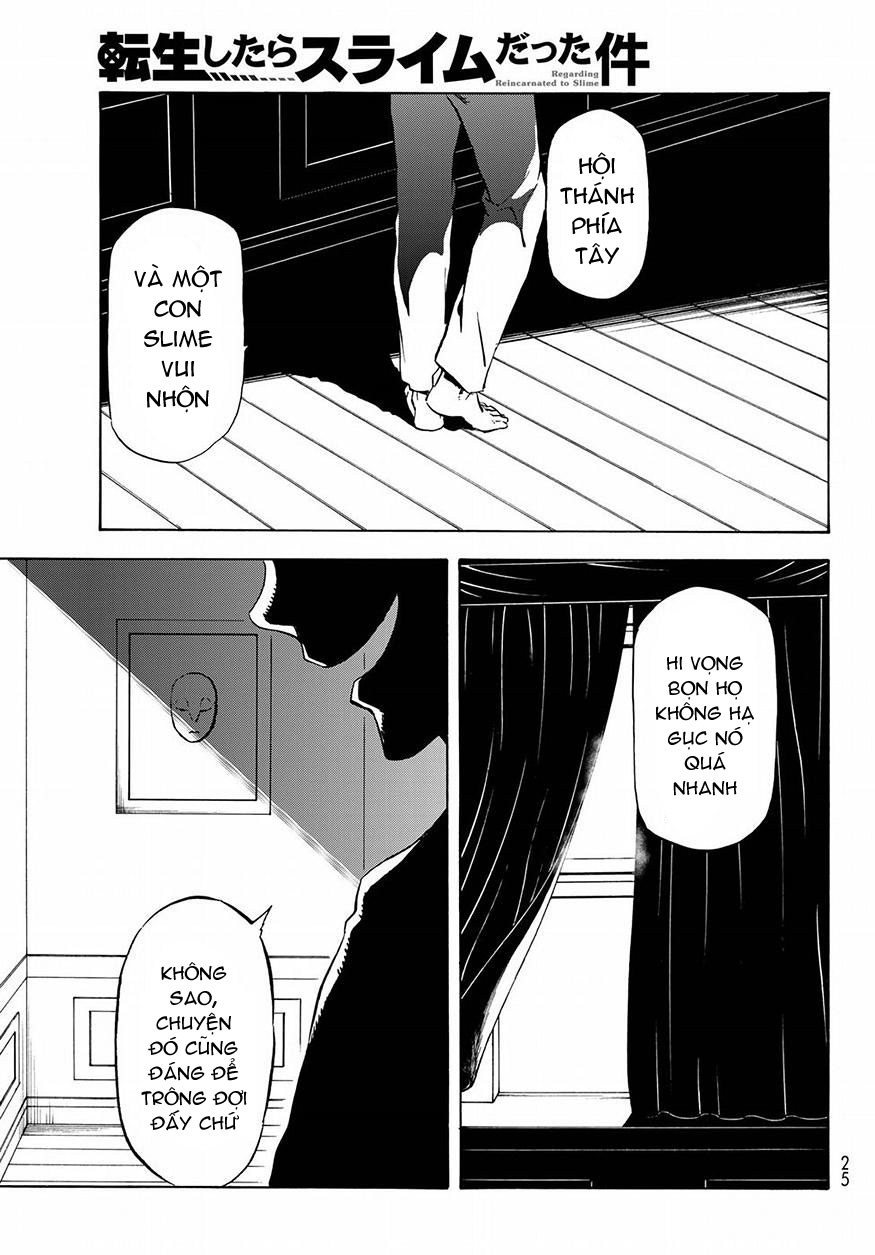 転生したらスライムだった件
Regarding
Reincarnated to Slime
HỘI
THÁNH
PHÍA
TÂY
VÀ MỘT
CON
SLIME
VUI
NHỘN
HI VỌNG
BỌN HỌ
KHÔNG HẠ
GỤC NÓ
QUÁ
NHANH
KHÔNG
SAO,
CHUYỆN
ĐÓ CŨNG
ĐÁNG ĐỂ
TRÔNG ĐỢI
ĐẤY CHỨ
25